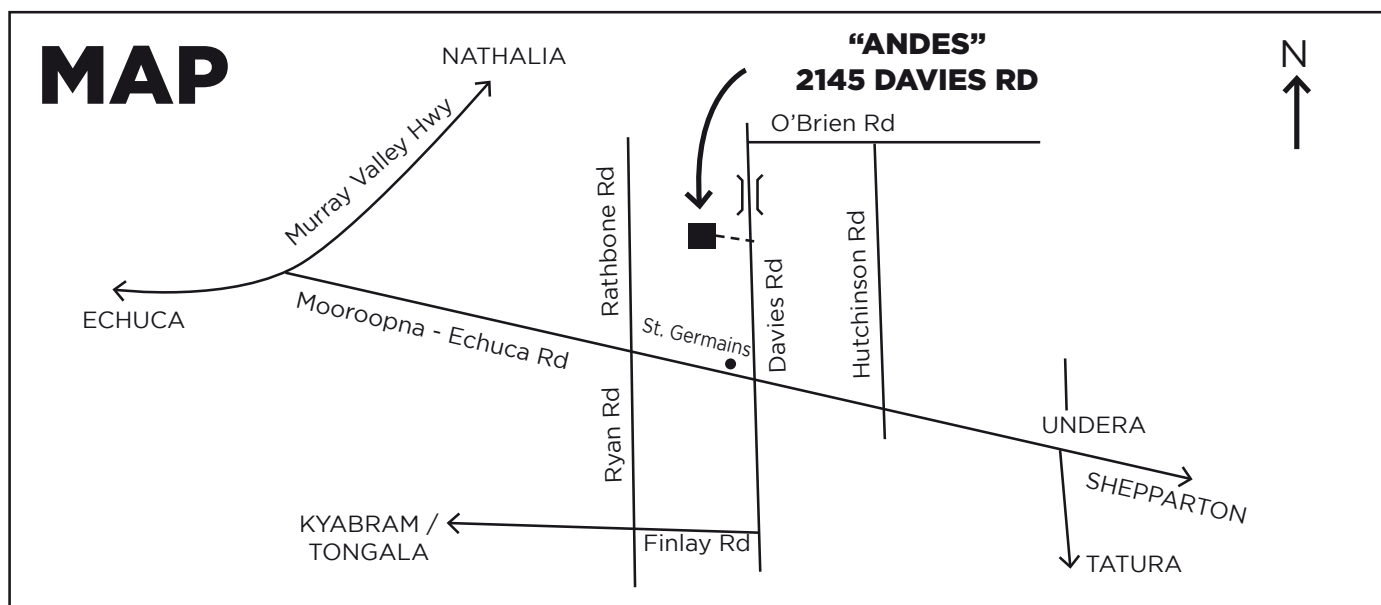 MAP
NATHALIA
“ANDES”
2145 DAVIES RD
N
O’Brien Rd
Murray Valley Hwy
Rathbone Rd
Davies Rd
Hutchinson Rd
ECHUCA
Mooroopna - Echuca Rd
St. Germains
Ryan Rd
UNDERA
SHEPPARTON
KYABRAM /
TONGALA
Finlay Rd
TATURA